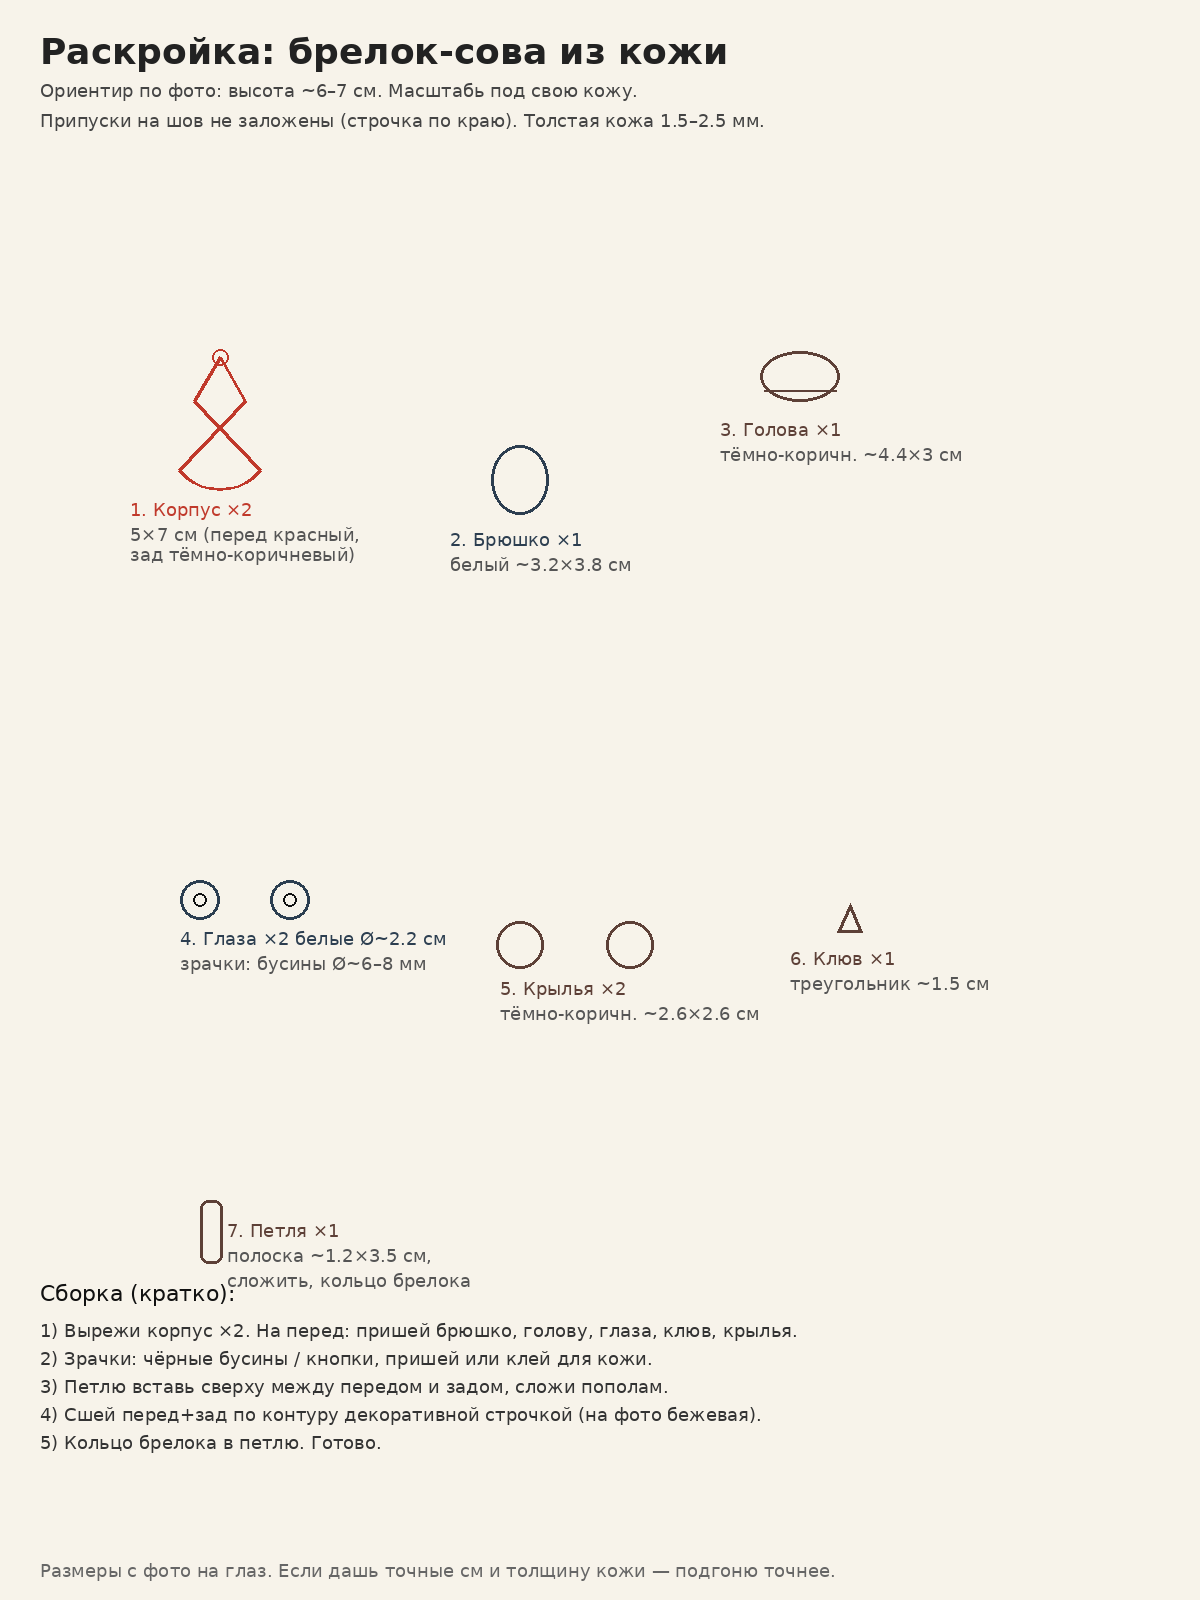 Раскройка: брелок-сова из кожи
Ориентир по фото: высота ~6–7 см. Масштабь под свою кожу.
Припуски на шов не заложены (строчка по краю). Толстая кожа 1.5–2.5 мм.
3. Голова ×1
тёмно-коричн. ~4.4×3 см
1. Корпус ×2
5×7 см (перед красный,
зад тёмно-коричневый)
2. Брюшко ×1
белый ~3.2×3.8 см
4. Глаза ×2 белые Ø~2.2 см
зрачки: бусины Ø~6–8 мм
5. Крылья ×2
тёмно-коричн. ~2.6×2.6 см
6. Клюв ×1
треугольник ~1.5 см
7. Петля ×1
полоска ~1.2×3.5 см,
сложить, кольцо брелока
Сборка (кратко):
1) Вырежи корпус ×2. На перед: пришей брюшко, голову, глаза, клюв, крылья.
2) Зрачки: чёрные бусины / кнопки, пришей или клей для кожи.
3) Петлю вставь сверху между передом и задом, сложи пополам.
4) Сшей перед+зад по контуру декоративной строчкой (на фото бежевая).
5) Кольцо брелока в петлю. Готово.
Размеры с фото на глаз. Если дашь точные см и толщину кожи — подгоню точнее.